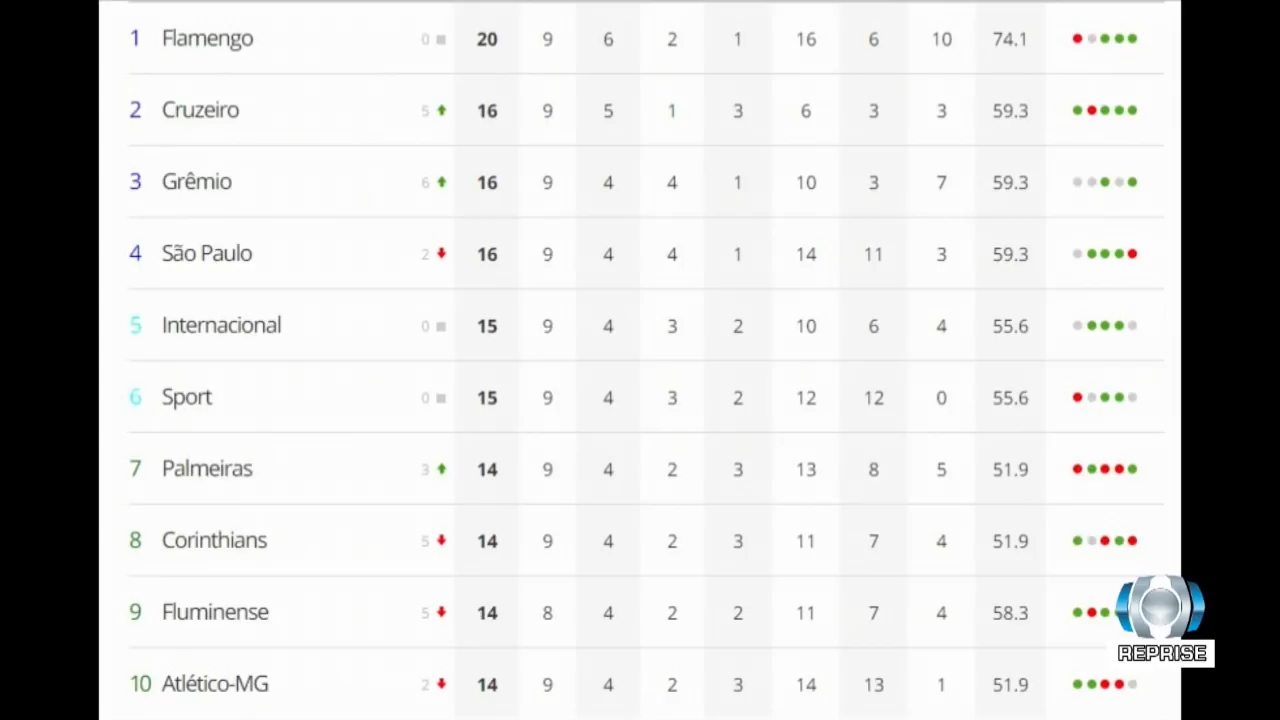 1 Flamengo 0 20 9 6 2 1 16 6 10 74.1
2 Cruzeiro 5 16 9 5 1 3 6 3 3 59.3
3 Grêmio 6 16 9 4 4 1 10 3 7 59.3
4 São Paulo 2 16 9 4 4 1 14 11 3 59.3
5 Internacional 0 15 9 4 3 2 10 6 4 55.6
6 Sport 0 15 9 4 3 2 12 12 0 55.6
7 Palmeiras 3 14 9 4 2 3 13 8 5 51.9
8 Corinthians 5 14 9 4 2 3 11 7 4 51.9
9 Fluminense 5 14 8 4 2 2 11 7 4 58.3
10 Atlético-MG 2 14 9 4 2 3 14 13 1 51.9
REPRISE